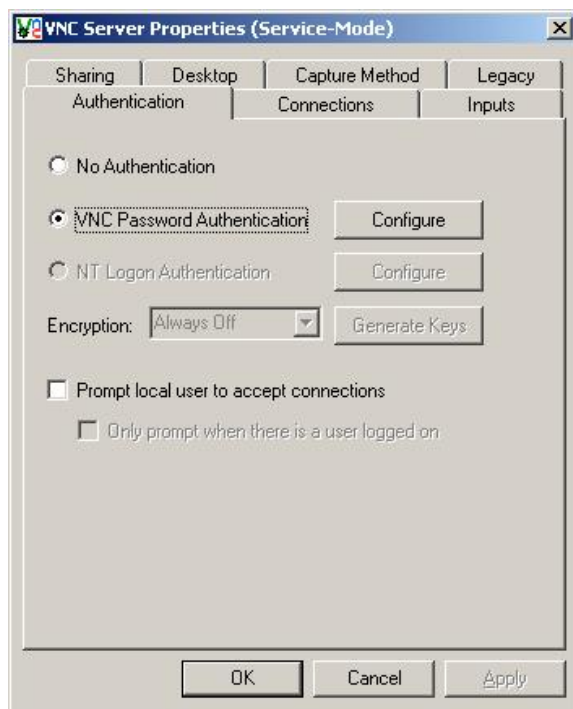 VNC Server Properties (Service-Mode)
Sharing Desktop Capture Method Legacy
Authentication Connections Inputs
No Authentication
VNC Password Authentication Configure
NT Logon Authentication Configure
Encryption: Always Off Generate Keys
Prompt local user to accept connections
Only prompt when there is a user logged on
OK Cancel Apply